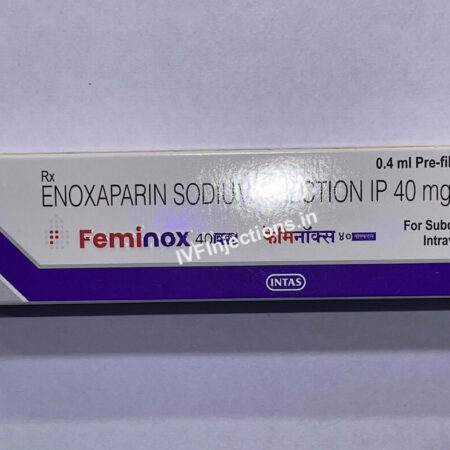 0.4 ml Pre-fil
Rx
ENOXAPARIN SODIUM INJECTION IP 40 mg
Feminox 40 फेमिनॉक्स ४०
For Subc
Intrav
INTAS
IVFInjections.in